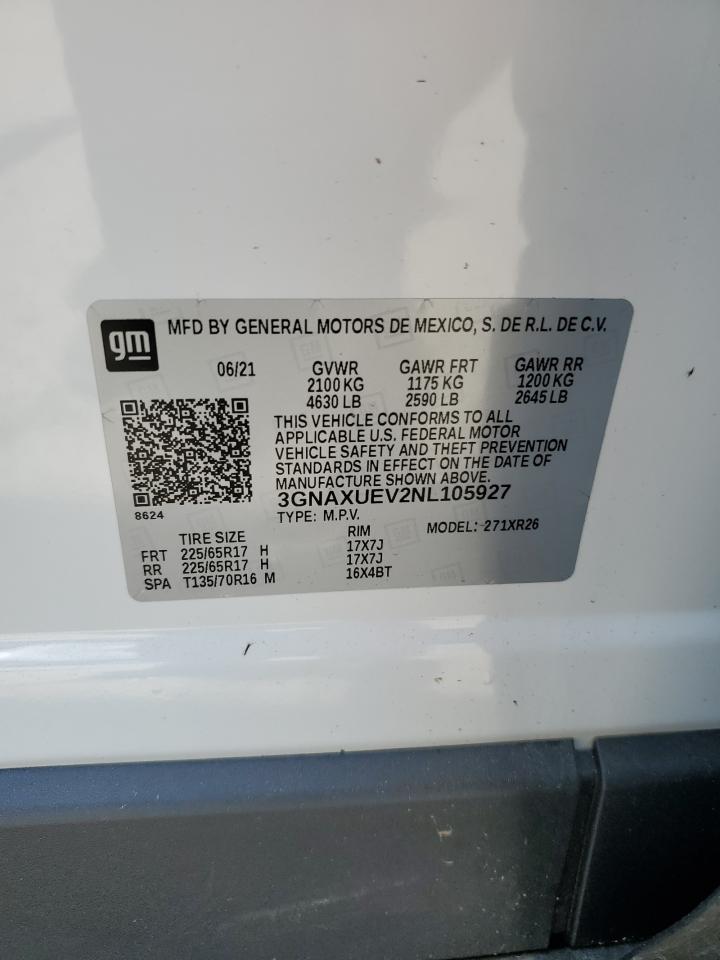 gm
MFD BY GENERAL MOTORS DE MEXICO, S. DE R.L. DE C.V.
06/21 GVWR GAWR FRT GAWR RR
2100 KG 1175 KG 1200 KG
4630 LB 2590 LB 2645 LB
THIS VEHICLE CONFORMS TO ALL
APPLICABLE U.S. FEDERAL MOTOR
VEHICLE SAFETY AND THEFT PREVENTION
STANDARDS IN EFFECT ON THE DATE OF
MANUFACTURE SHOWN ABOVE.
8624
3GNAXUEV2NL105927
TYPE: M.P.V. MODEL: 271XR26
TIRE SIZE RIM
FRT 225/65R17 H 17X7J
RR 225/65R17 H 17X7J
SPA T135/70R16 M 16X4BT